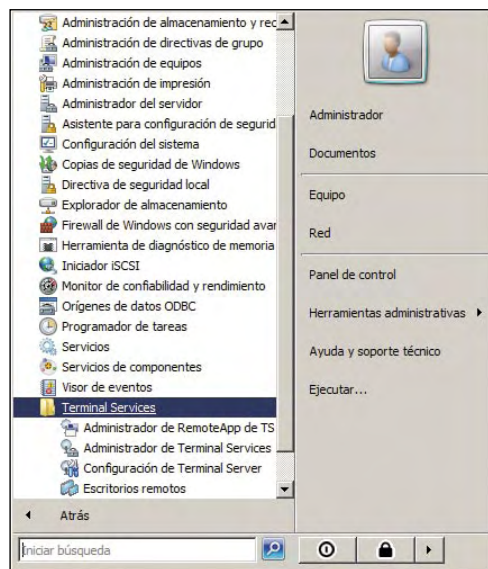 Administración de almacenamiento y rec
Administración de directivas de grupo
Administración de equipos
Administración de impresión
Administrador del servidor
Asistente para configuración de segurid
Configuración del sistema
Copias de seguridad de Windows
Directiva de seguridad local
Explorador de almacenamiento
Firewall de Windows con seguridad avar
Herramienta de diagnóstico de memoria
Iniciador iSCSI
Monitor de confiabilidad y rendimiento
Orígenes de datos ODBC
Programador de tareas
Servicios
Servicios de componentes
Visor de eventos
Terminal Services
Administrador de RemoteApp de TS
Administrador de Terminal Services
Configuración de Terminal Server
Escritorios remotos
Atrás
Iniciar búsqueda
Administrador
Documentos
Equipo
Red
Panel de control
Herramientas administrativas
Ayuda y soporte técnico
Ejecutar...